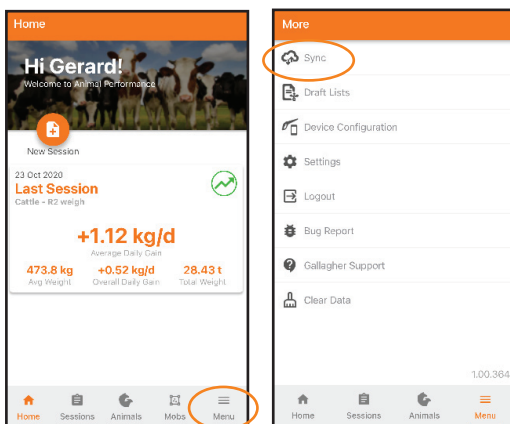 Home
Hi Gerard!
Welcome to Animal Performance
New Session
23 Oct 2020
Last Session
Cattle - R2 weigh
+1.12 kg/d
Average Daily Gain
473.8 kg +0.52 kg/d 28.43 t
Avg Weight Overall Daily Gain Total Weight
Home Sessions Animals Mobs Menu
More
Sync
Draft Lists
Device Configuration
Settings
Logout
Bug Report
Gallagher Support
Clear Data
1.00.364
Home Sessions Animals Menu